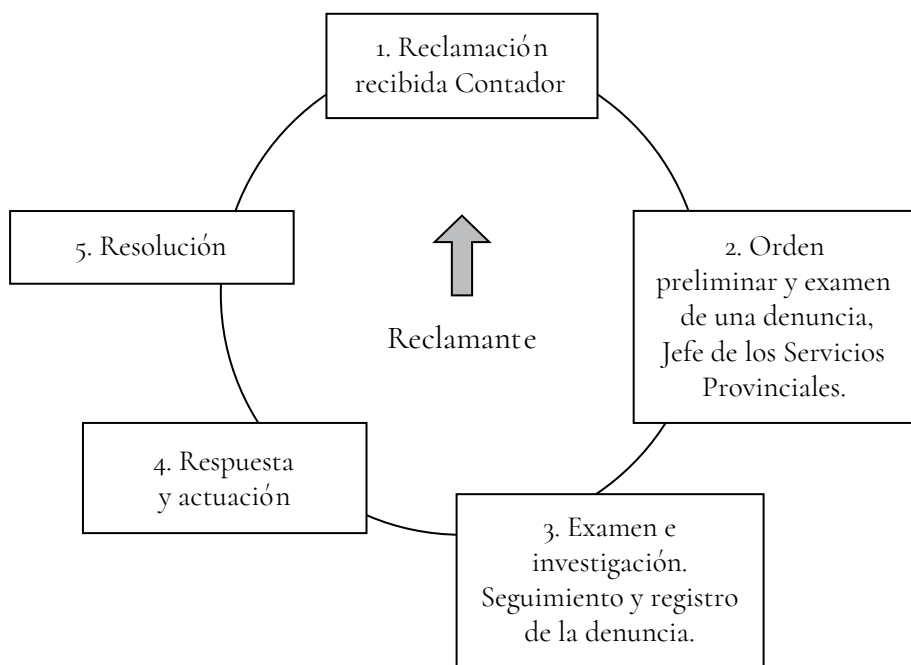 1. Reclamación
recibida Contador
5. Resolución
2. Orden
preliminar y examen
de una denuncia,
Jefe de los Servicios
Provinciales.
Reclamante
4. Respuesta
y actuación
3. Examen e
investigación.
Seguimiento y registro
de la denuncia.